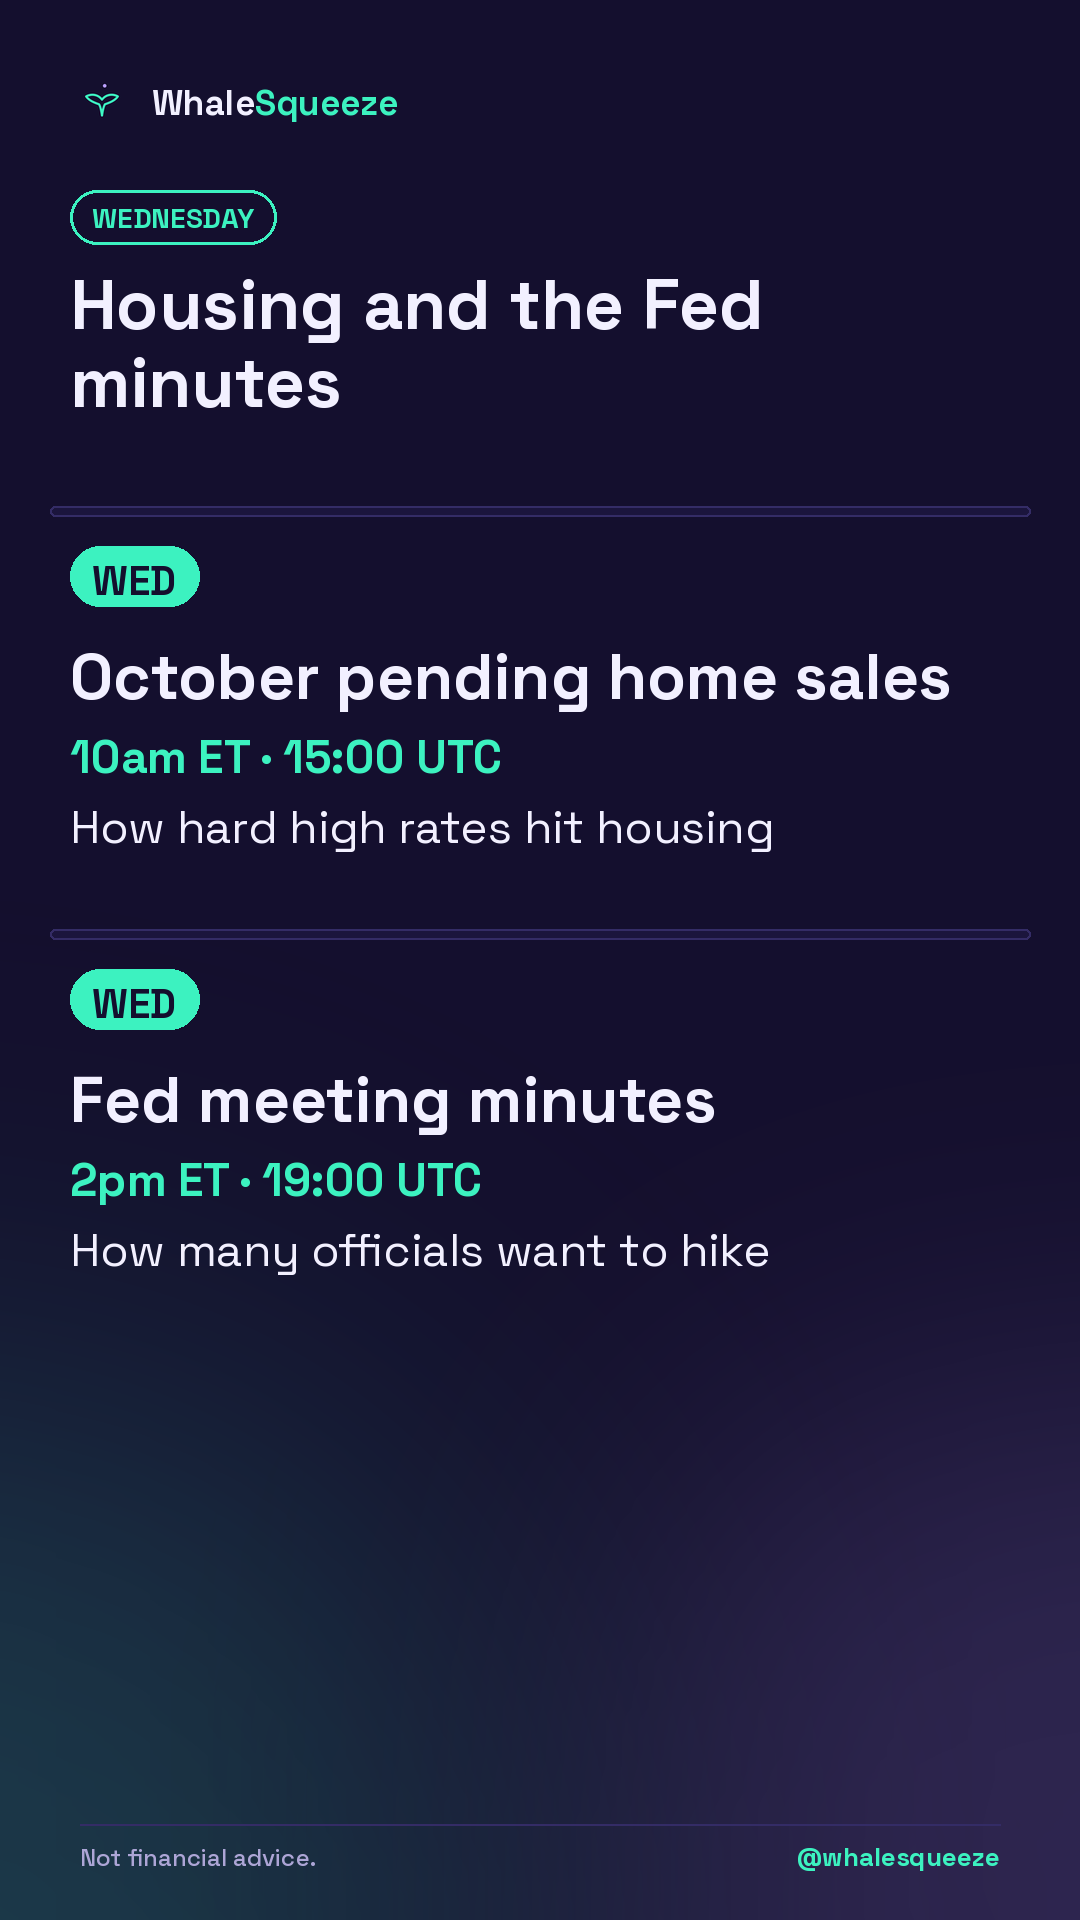 WhaleSqueeze
WEDNESDAY
Housing and the Fed
minutes
WED
October pending home sales
10am ET · 15:00 UTC
How hard high rates hit housing
WED
Fed meeting minutes
2pm ET · 19:00 UTC
How many officials want to hike
Not financial advice.
@whalesqueeze